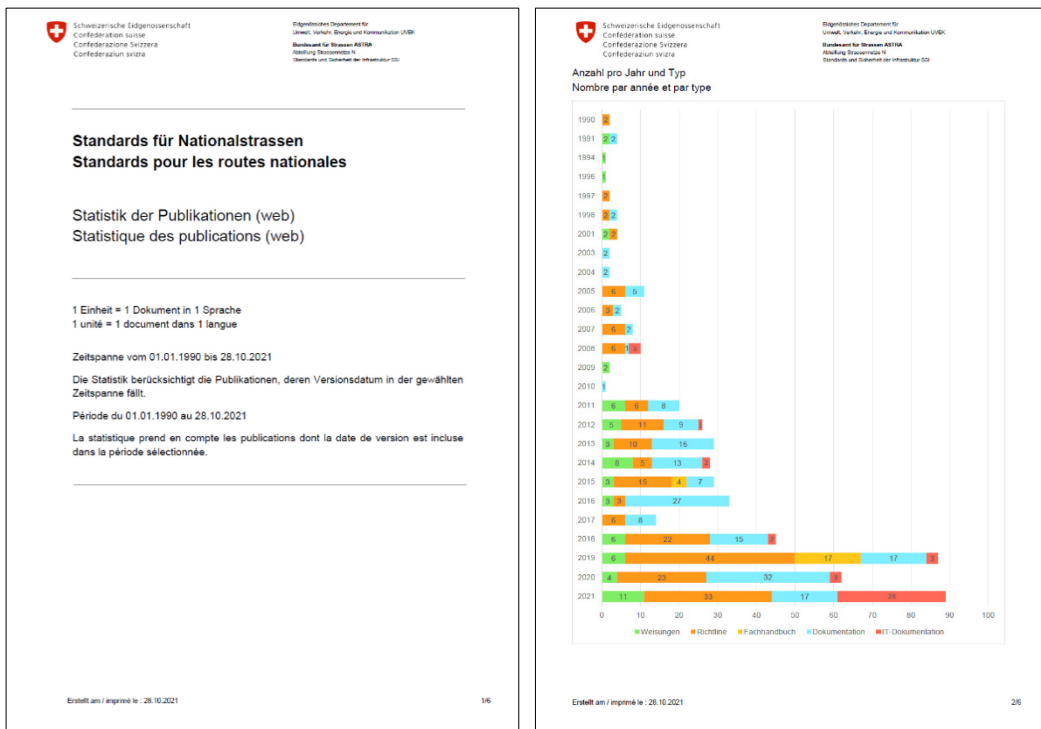 Schweizerische Eidgenossenschaft
Confédération suisse
Confederazione Svizzera
Confederaziun svizra
Eidgenössisches Departement für
Umwelt, Verkehr, Energie und Kommunikation UVEK
Bundesamt für Strassen ASTRA
Abteilung Strassennetze N
Standards und Sicherheit der Infrastruktur SSI
Standards für Nationalstrassen
Standards pour les routes nationales
Statistik der Publikationen (web)
Statistique des publications (web)
1 Einheit = 1 Dokument in 1 Sprache
1 unité = 1 document dans 1 langue
Zeitspanne vom 01.01.1990 bis 28.10.2021
Die Statistik berücksichtigt die Publikationen, deren Versionsdatum in der gewählten
Zeitspanne fällt.
Période du 01.01.1990 au 28.10.2021
La statistique prend en compte les publications dont la date de version est incluse
dans la période sélectionnée.
Erstellt am / imprimé le : 28.10.2021 1/6
Schweizerische Eidgenossenschaft
Confédération suisse
Confederazione Svizzera
Confederaziun svizra
Eidgenössisches Departement für
Umwelt, Verkehr, Energie und Kommunikation UVEK
Bundesamt für Strassen ASTRA
Abteilung Strassennetze N
Standards und Sicherheit der Infrastruktur SSI
Anzahl pro Jahr und Typ
Nombre par année et par type
1990 2
1991 2 2
1994 1
1996 1
1997 2
1998 2 2
2001 2 2
2003 2
2004 2
2005 6 5
2006 3 2
2007 6 2
2008 6 1 3
2009 2
2010 1
2011 6 6 8
2012 5 11 9 1
2013 3 10 16
2014 8 5 13 2
2015 3 15 4 7
2016 3 3 27
2017 6 8
2018 6 22 15 2
2019 6 44 17 17 3
2020 4 23 32 3
2021 11 33 17 28
0 10 20 30 40 50 60 70 80 90 100
Weisungen Richtline Fachhandbuch Dokumentation IT-Dokumentation
Erstellt am / imprimé le : 28.10.2021 2/6